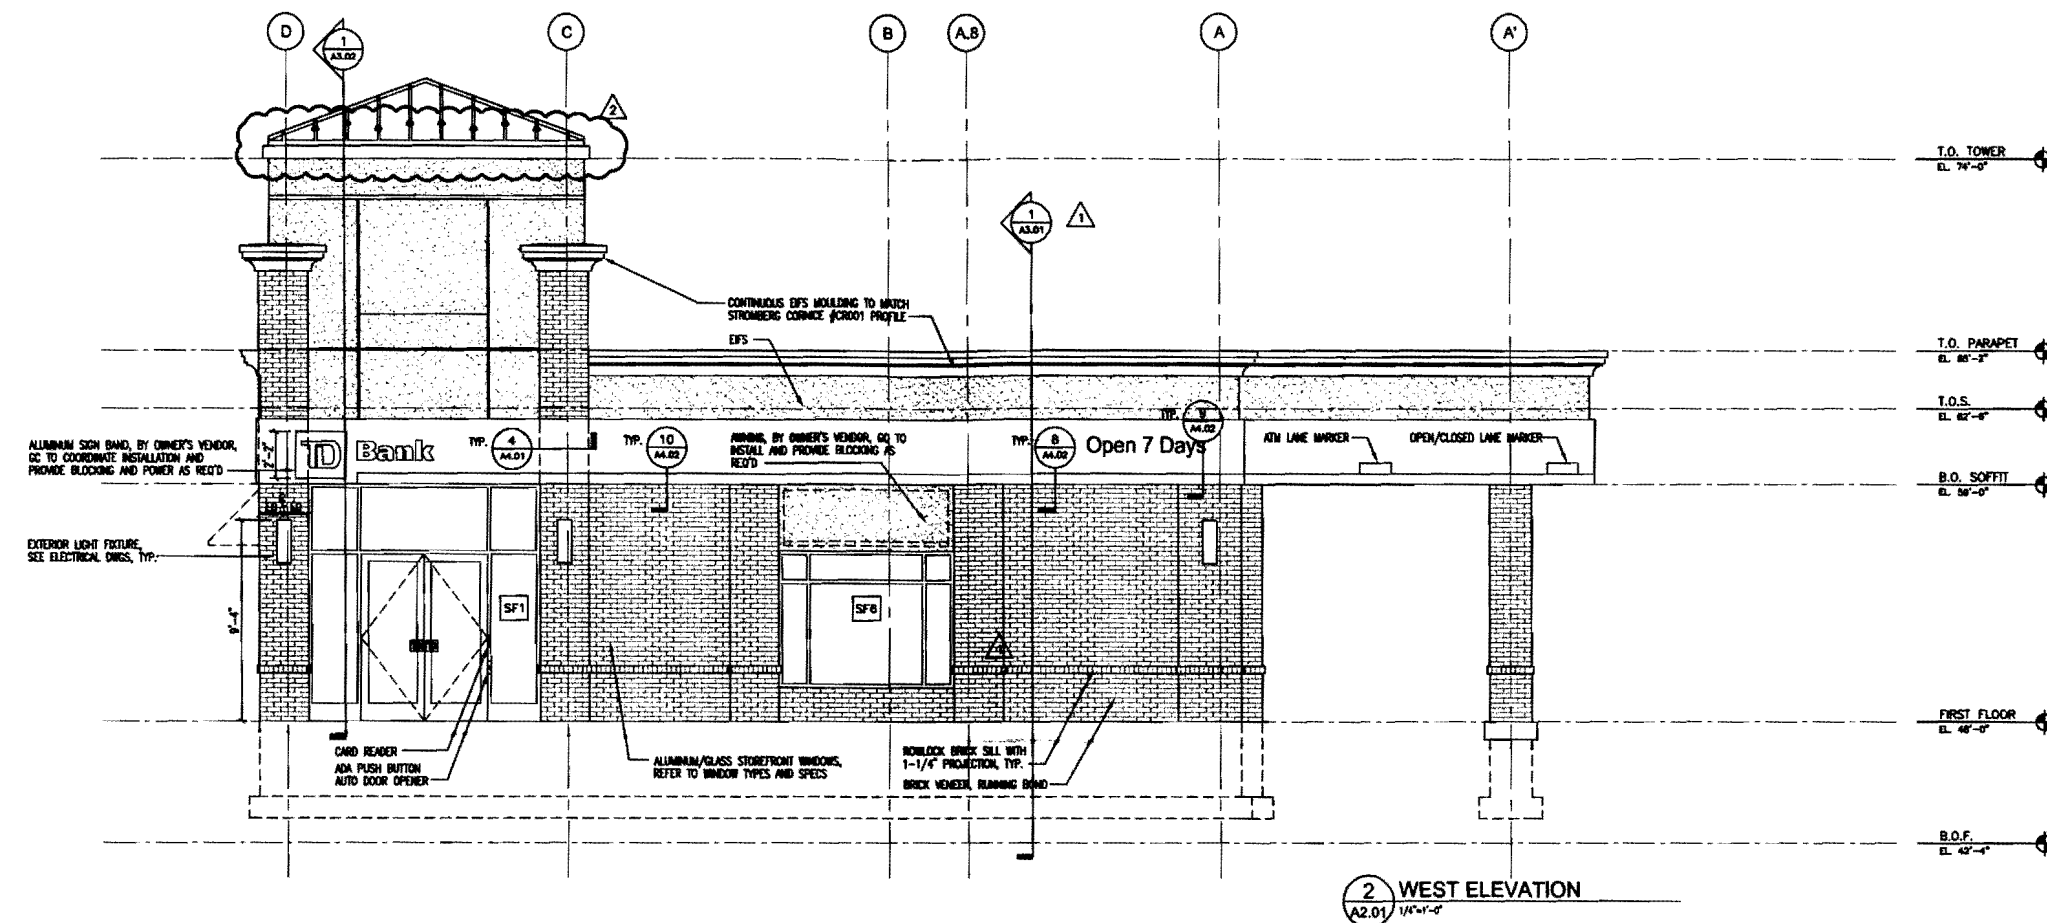 D
C
B
A.8
A
A'
1
A3.02
2
T.O. TOWER
EL. 74'-0"
1
A3.01
1
CONTINUOUS EIFS MOULDING TO MATCH
STROMBERG CORNICE #CR001 PROFILE
EIFS
T.O. PARAPET
T.O.S.
ALUMINUM SIGN BAND, BY OWNER'S VENDOR,
GC TO COORDINATE INSTALLATION AND
PROVIDE BLOCKING AND POWER AS REQ'D
2'-2"
TD Bank
TYP.
4
A4.01
TYP.
10
A4.02
AWNING, BY OWNER'S VENDOR, GC TO
INSTALL AND PROVIDE BLOCKING AS
REQ'D
TYP.
8
A4.02
Open 7 Days
TYP.
9
A4.02
ATM LANE MARKER
OPEN/CLOSED LANE MARKER
B.O. SOFFIT
EXTERIOR LIGHT FIXTURE,
SEE ELECTRICAL DWGS, TYP.
9'-4"
SF1
SF6
FIRST FLOOR
CARD READER
ADA PUSH BUTTON
AUTO DOOR OPENER
ALUMINUM/GLASS STOREFRONT WINDOWS,
REFER TO WINDOW TYPES AND SPECS
ROWLOCK BRICK SILL WITH
1-1/4" PROJECTION, TYP.
BRICK VENEER, RUNNING BOND
B.O.F.
EL. 42'-4"
2
A2.01
WEST ELEVATION
1/4"=1'-0"